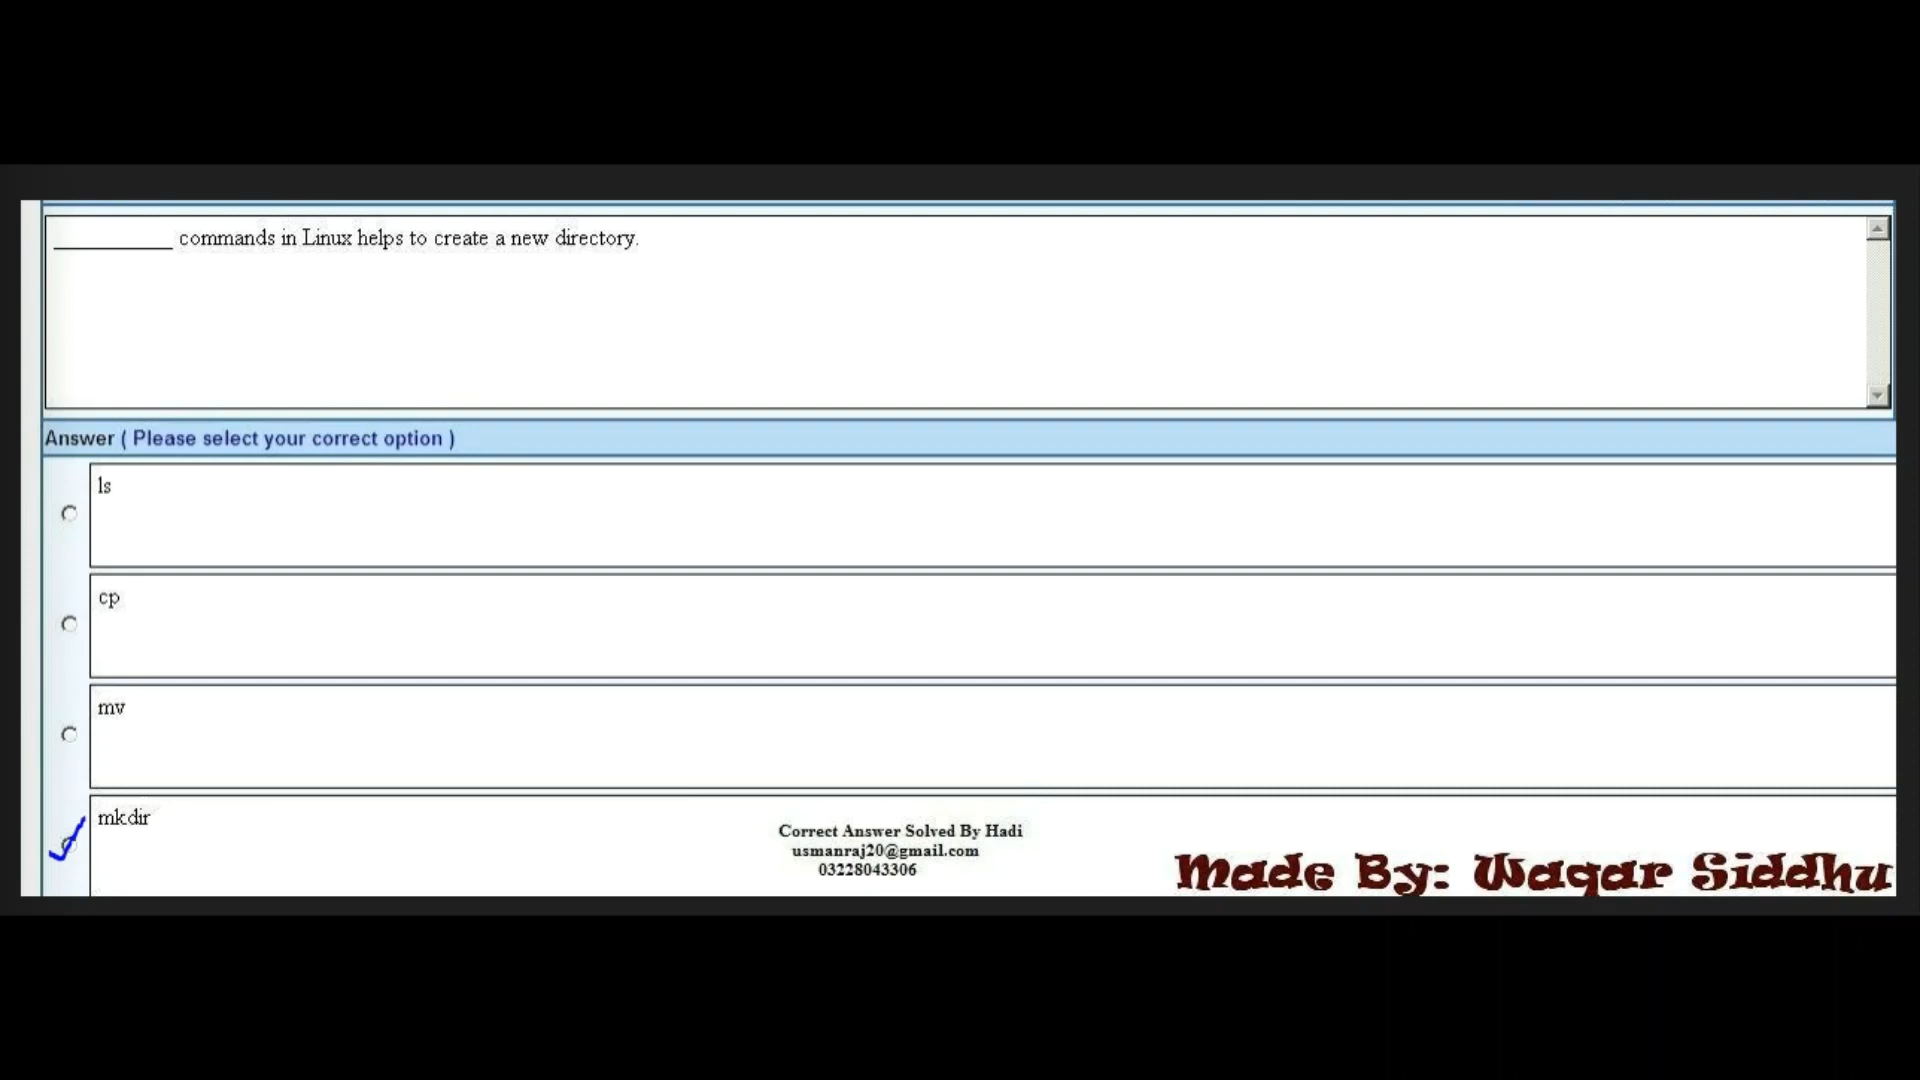 ___________ commands in Linux helps to create a new directory.
Answer ( Please select your correct option )
ls
cp
mv
mkdir
Correct Answer Solved By Hadi
usmanraj20@gmail.com
03228043306
Made By: Waqar Siddhu